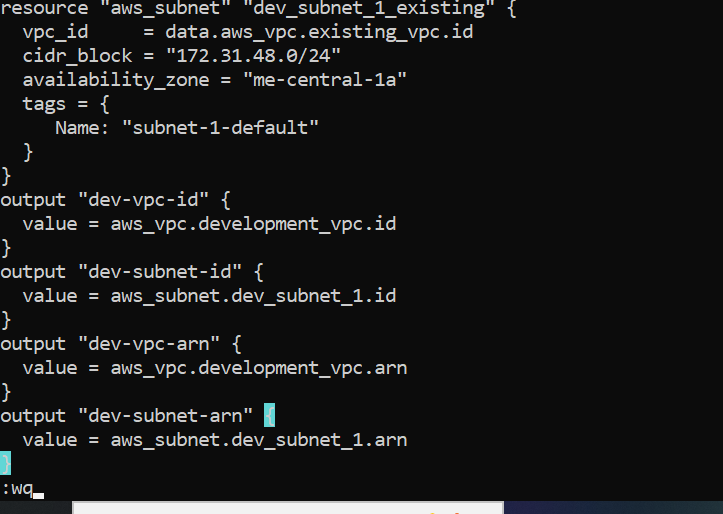 resource "aws_subnet" "dev_subnet_1_existing" {
  vpc_id     = data.aws_vpc.existing_vpc.id
  cidr_block = "172.31.48.0/24"
  availability_zone = "me-central-1a"
  tags = {
     Name: "subnet-1-default"
  }
}
output "dev-vpc-id" {
  value = aws_vpc.development_vpc.id
}
output "dev-subnet-id" {
  value = aws_subnet.dev_subnet_1.id
}
output "dev-vpc-arn" {
  value = aws_vpc.development_vpc.arn
}
output "dev-subnet-arn" {
  value = aws_subnet.dev_subnet_1.arn
}
:wq